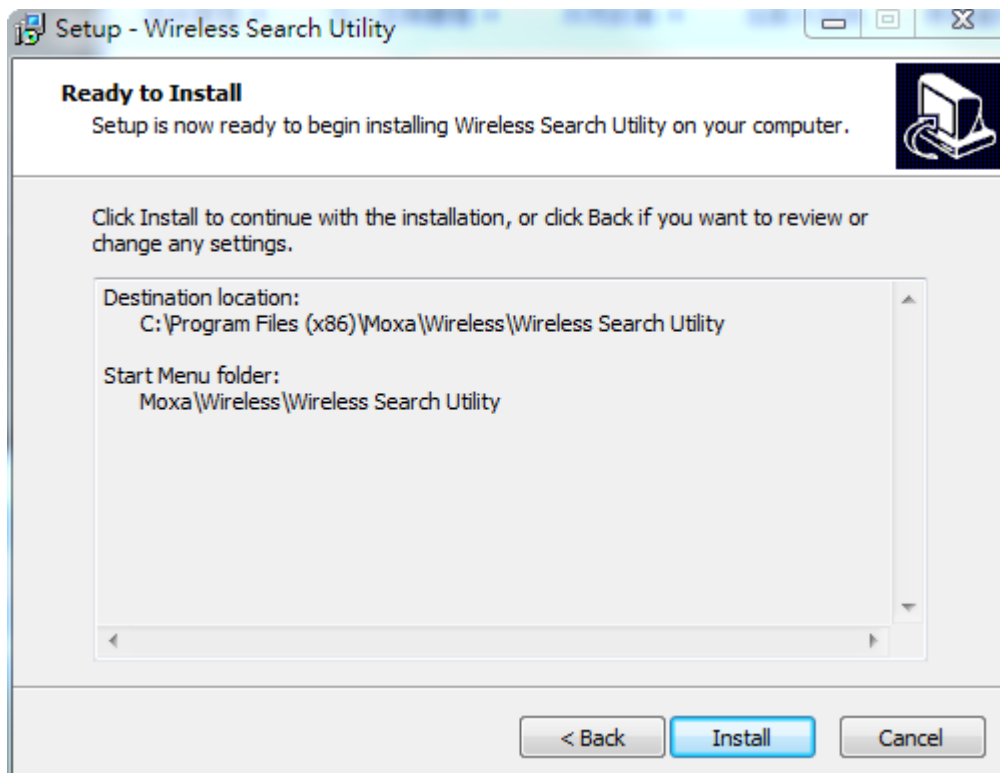 Setup - Wireless Search Utility
Ready to Install
Setup is now ready to begin installing Wireless Search Utility on your computer.
Click Install to continue with the installation, or click Back if you want to review or
change any settings.
Destination location:
C:\Program Files (x86)\Moxa\Wireless\Wireless Search Utility
Start Menu folder:
Moxa\Wireless\Wireless Search Utility
< Back
Install
Cancel